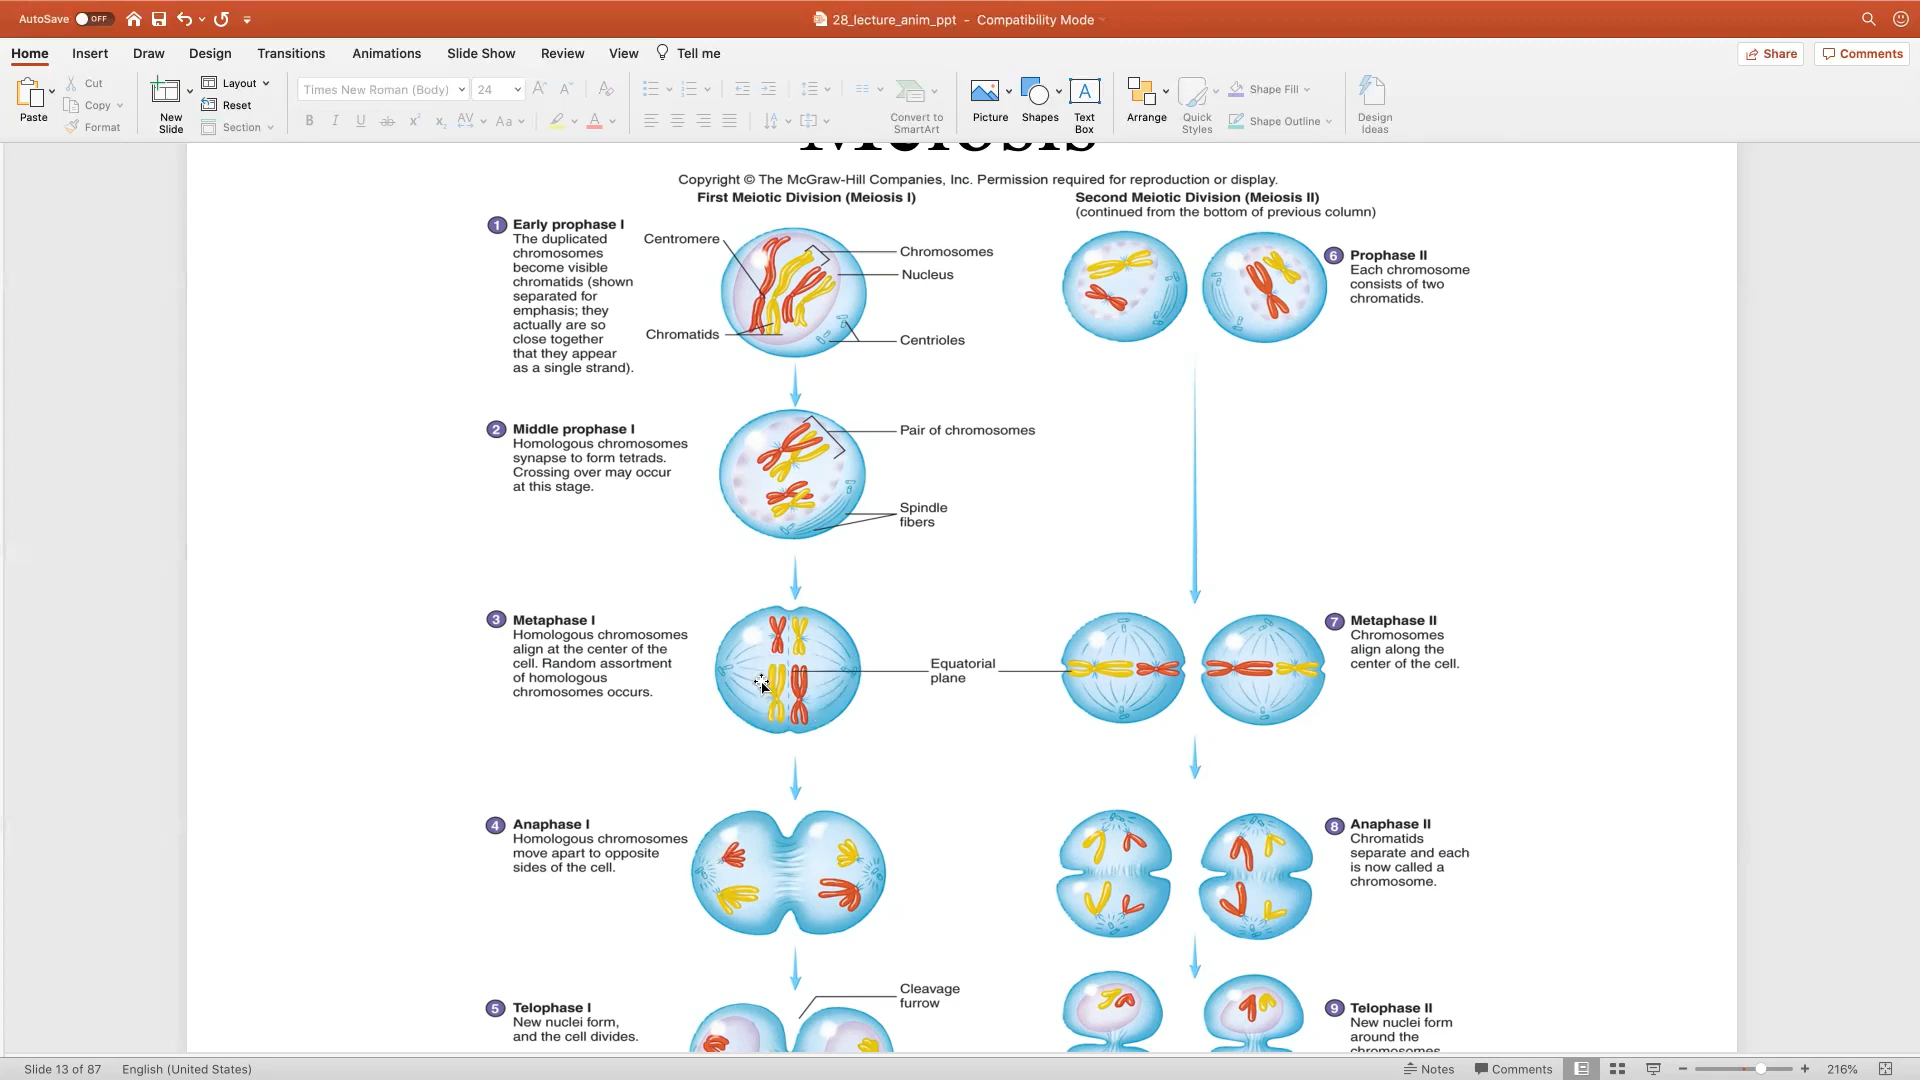 AutoSave OFF
28_lecture_anim_ppt - Compatibility Mode
Home Insert Draw Design Transitions Animations Slide Show Review View Tell me
Share Comments
Paste
Cut
Copy
Format
New Slide
Layout
Reset
Section
Times New Roman (Body) 24
Convert to SmartArt
Picture
Shapes
Text Box
Arrange
Quick Styles
Shape Fill
Shape Outline
Design Ideas
Meiosis
Copyright © The McGraw-Hill Companies, Inc. Permission required for reproduction or display.
First Meiotic Division (Meiosis I)
1 Early prophase I
The duplicated
chromosomes
become visible
chromatids (shown
separated for
emphasis; they
actually are so
close together
that they appear
as a single strand).
Centromere
Chromatids
Chromosomes
Nucleus
Centrioles
2 Middle prophase I
Homologous chromosomes
synapse to form tetrads.
Crossing over may occur
at this stage.
Pair of chromosomes
Spindle
fibers
3 Metaphase I
Homologous chromosomes
align at the center of the
cell. Random assortment
of homologous
chromosomes occurs.
Equatorial
plane
4 Anaphase I
Homologous chromosomes
move apart to opposite
sides of the cell.
5 Telophase I
New nuclei form,
and the cell divides.
Cleavage
furrow
Second Meiotic Division (Meiosis II)
(continued from the bottom of previous column)
6 Prophase II
Each chromosome
consists of two
chromatids.
7 Metaphase II
Chromosomes
align along the
center of the cell.
8 Anaphase II
Chromatids
separate and each
is now called a
chromosome.
9 Telophase II
New nuclei form
around the
chromosomes
Slide 13 of 87 English (United States)
Notes Comments 216%